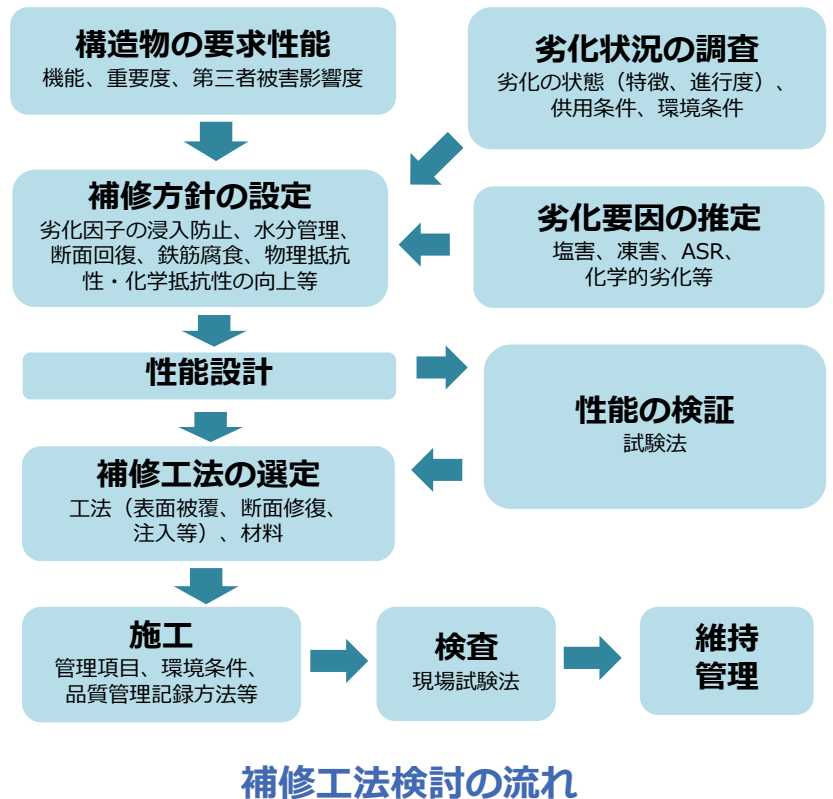 構造物の要求性能
機能、重要度、第三者被害影響度
劣化状況の調査
劣化の状態（特徴、進行度）、
供用条件、環境条件
補修方針の設定
劣化因子の浸入防止、水分管理、
断面回復、鉄筋腐食、物理抵抗
性・化学抵抗性の向上等
劣化要因の推定
塩害、凍害、ASR、
化学的劣化等
性能設計
性能の検証
試験法
補修工法の選定
工法（表面被覆、断面修復、
注入等）、材料
施工
管理項目、環境条件、
品質管理記録方法等
検査
現場試験法
維持
管理
補修工法検討の流れ